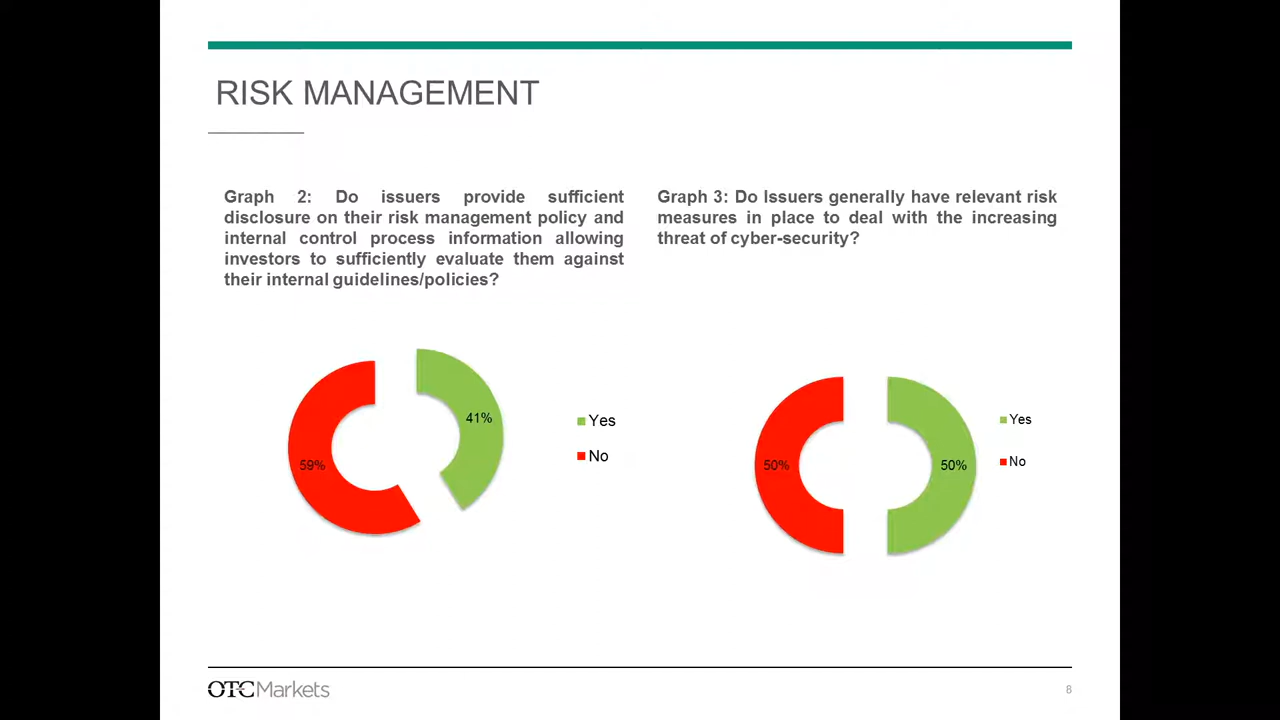 RISK MANAGEMENT
Graph 2: Do issuers provide sufficient
disclosure on their risk management policy and
internal control process information allowing
investors to sufficiently evaluate them against
their internal guidelines/policies?
Graph 3: Do Issuers generally have relevant risk
measures in place to deal with the increasing
threat of cyber-security?
41%
59%
Yes
No
50%
50%
Yes
No
OTC Markets
8